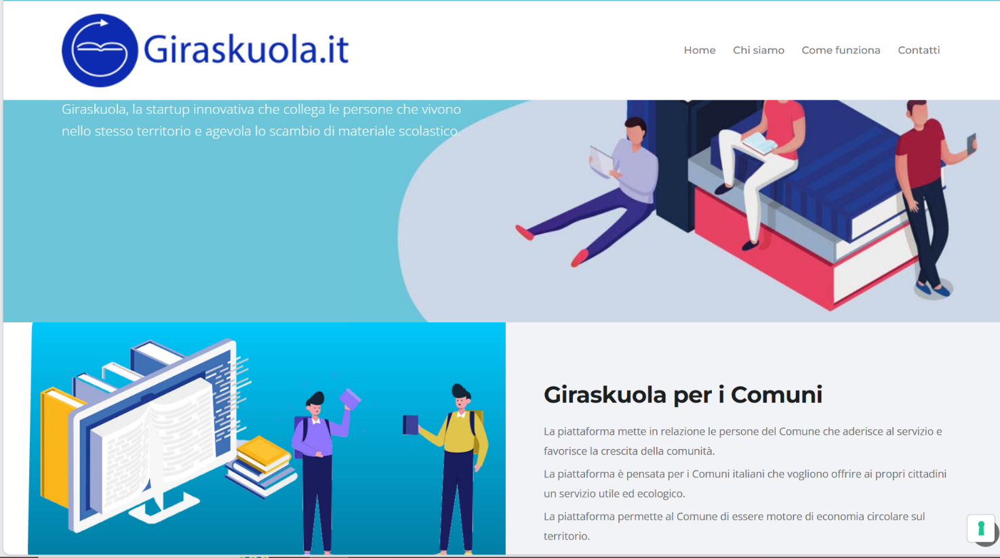 Giraskuola.it
Home Chi siamo Come funziona Contatti
Giraskuola, la startup innovativa che collega le persone che vivono
nello stesso territorio e agevola lo scambio di materiale scolastico.
Giraskuola per i Comuni
La piattaforma mette in relazione le persone del Comune che aderisce al servizio e
favorisce la crescita della comunità.
La piattaforma è pensata per i Comuni italiani che vogliono offrire ai propri cittadini
un servizio utile ed ecologico.
La piattaforma permette al Comune di essere motore di economia circolare sul
territorio.